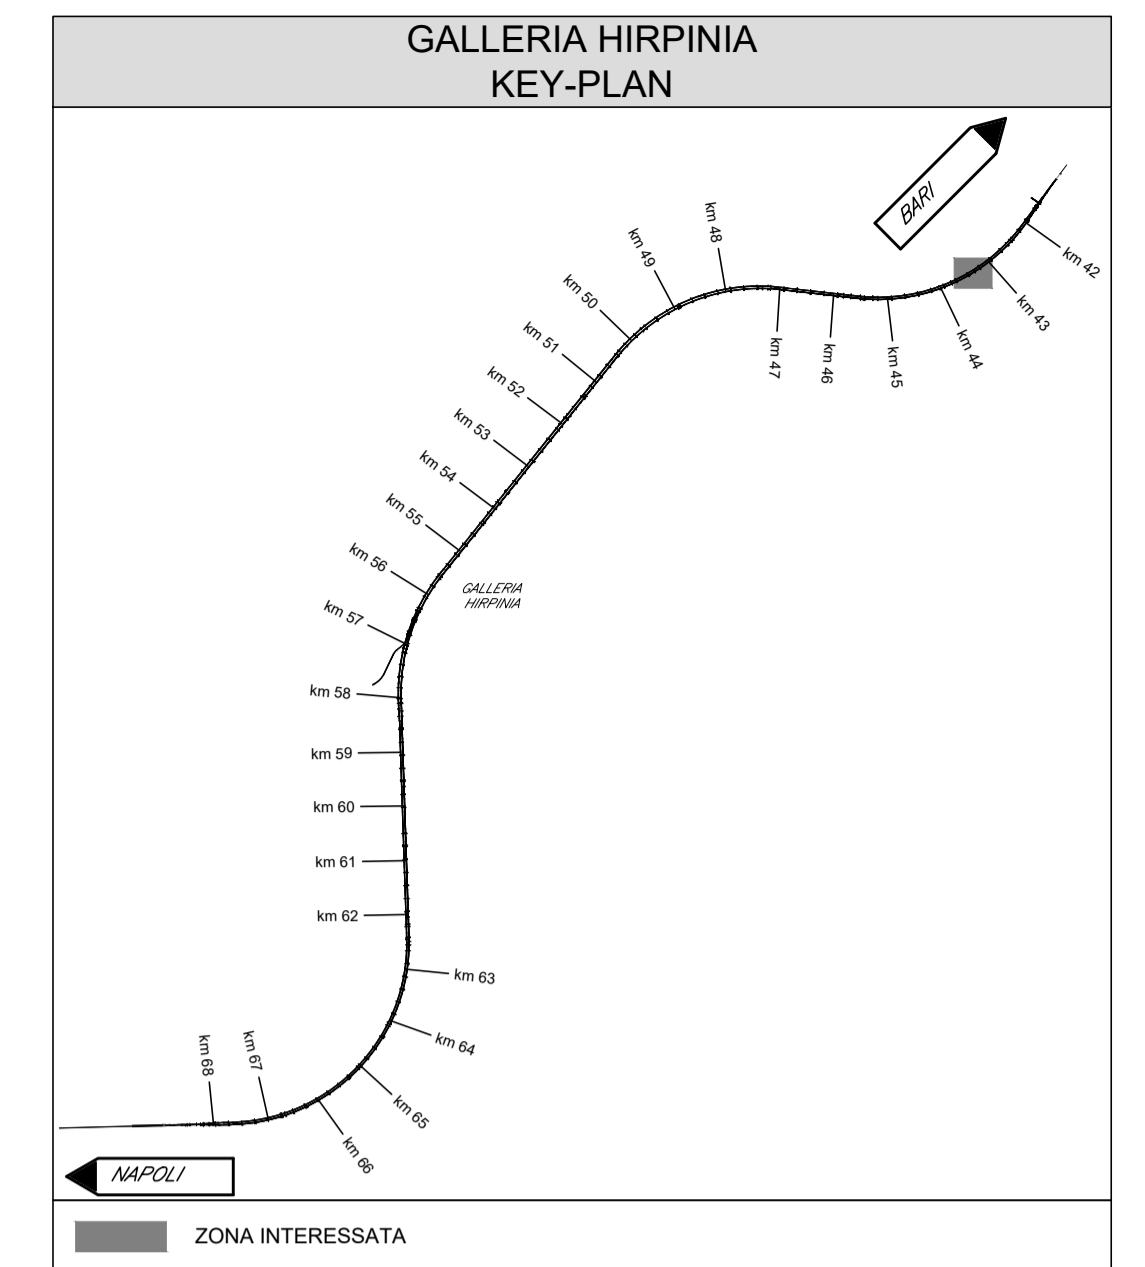 GALLERIA HIRPINIA
KEY-PLAN
BARI
km 42
km 43
km 44
km 45
km 46
km 47
km 48
km 49
km 50
km 51
km 52
km 53
km 54
km 55
km 56
km 57
GALLERIA
HIRPINIA
km 58
km 59
km 60
km 61
km 62
km 63
km 64
km 65
km 66
km 67
km 68
NAPOLI
ZONA INTERESSATA